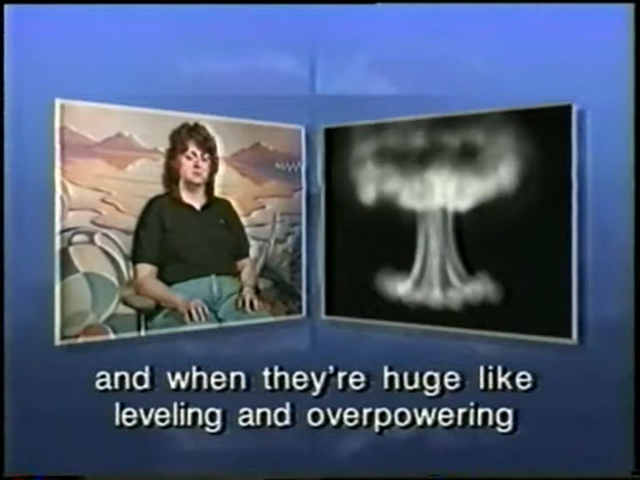 and when they're huge like
leveling and overpowering